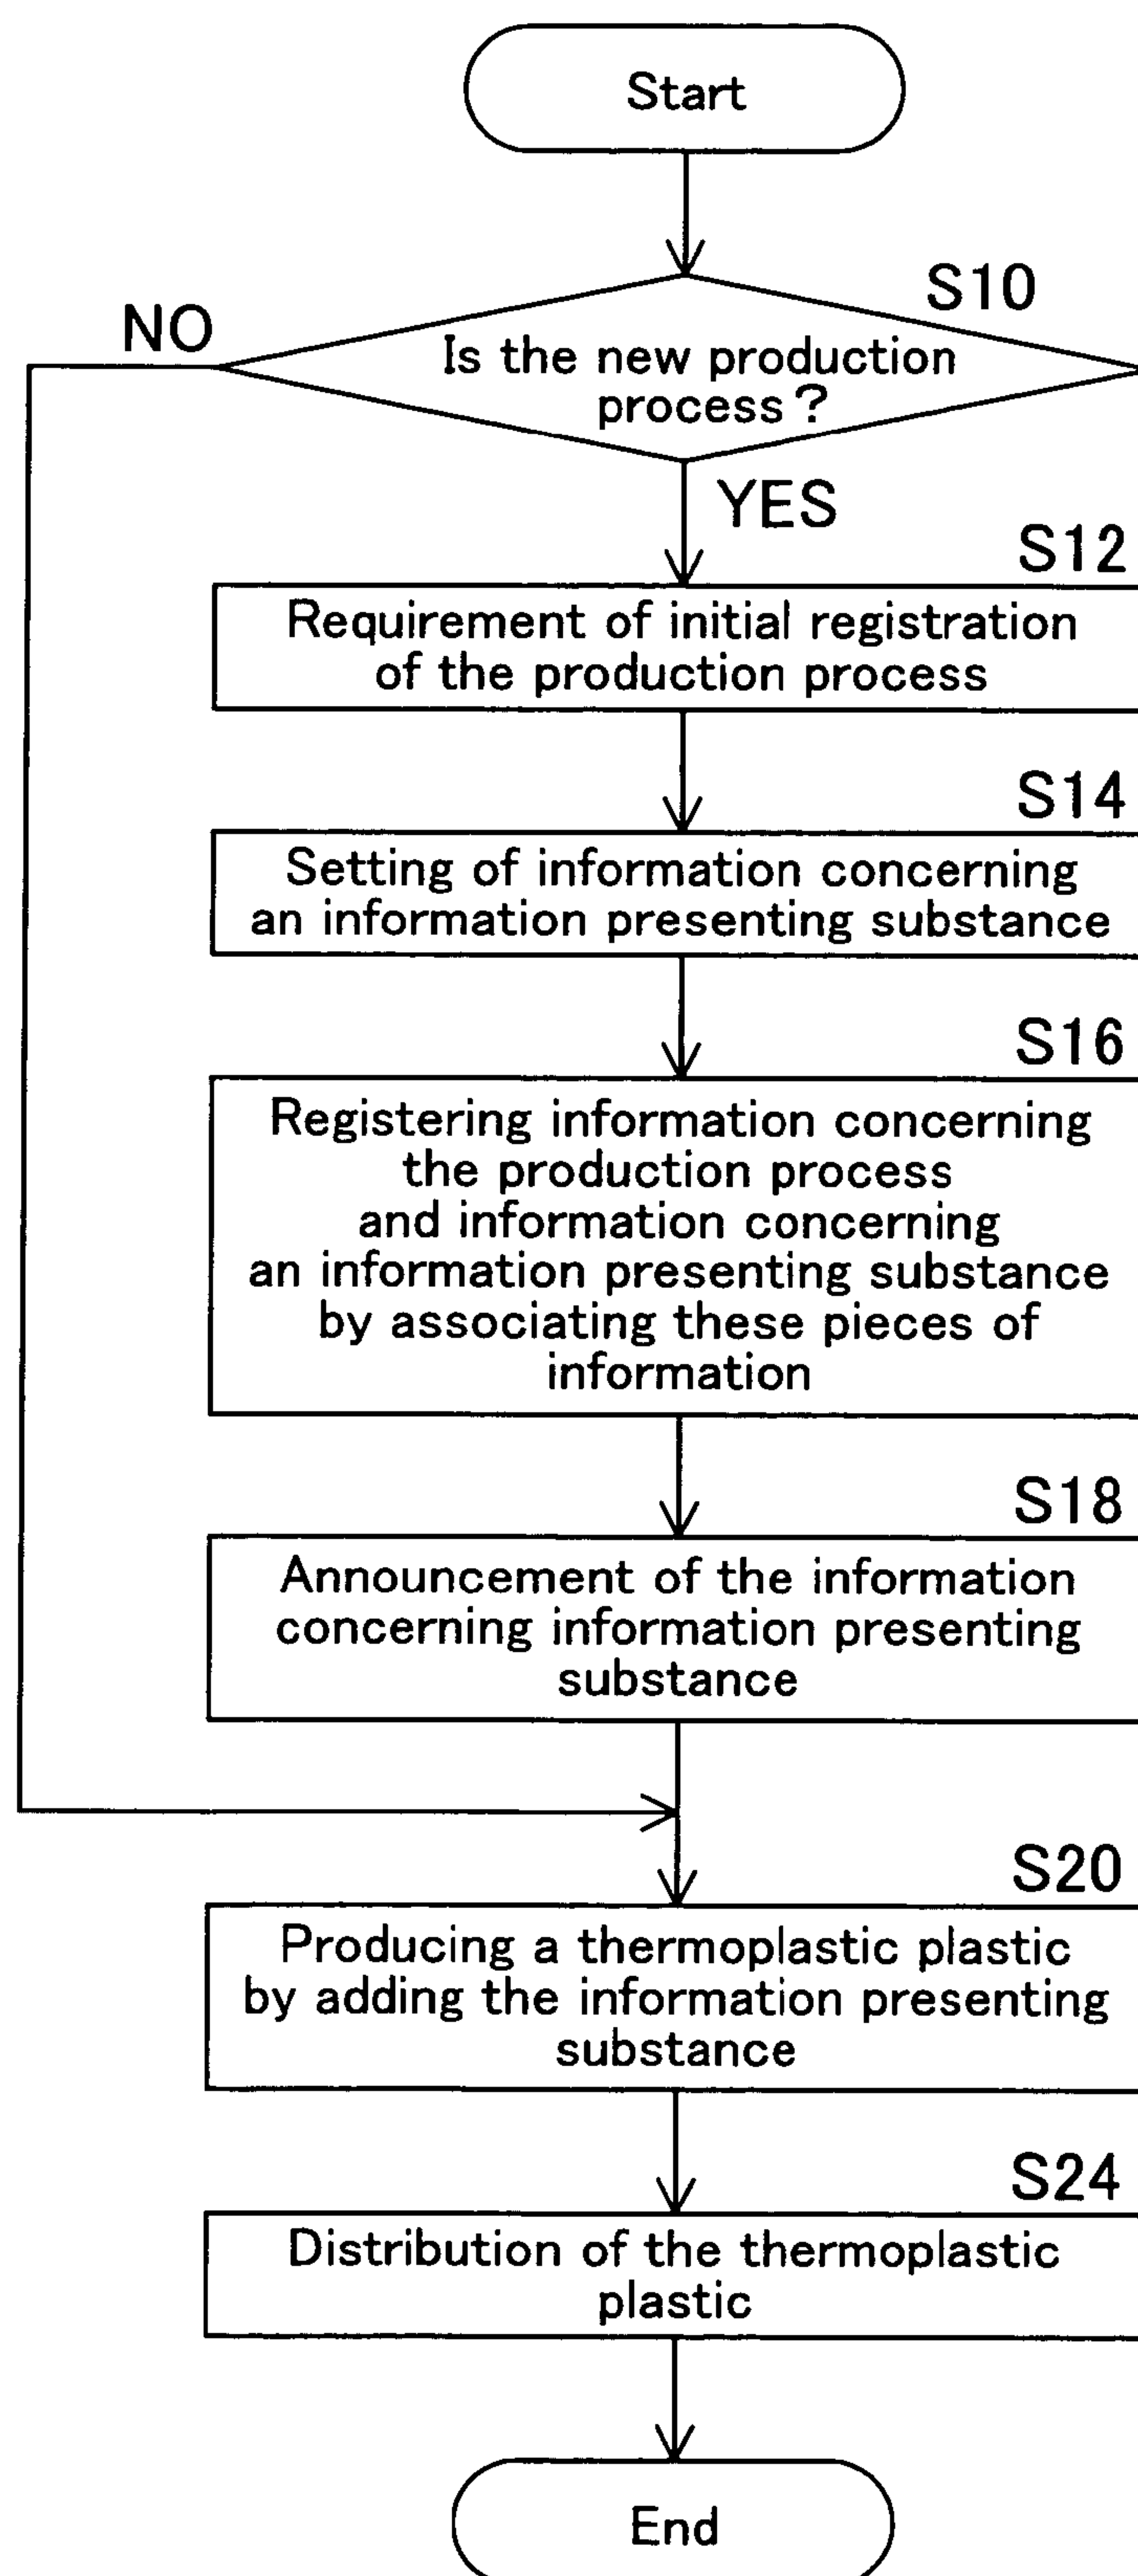 Start
S10
NO
Is the new production
process?
YES
S12
Requirement of initial registration
of the production process
S14
Setting of information concerning
an information presenting substance
S16
Registering information concerning
the production process
and information concerning
an information presenting substance
by associating these pieces of
information
S18
Announcement of the information
concerning information presenting
substance
S20
Producing a thermoplastic plastic
by adding the information presenting
substance
S24
Distribution of the thermoplastic
plastic
End